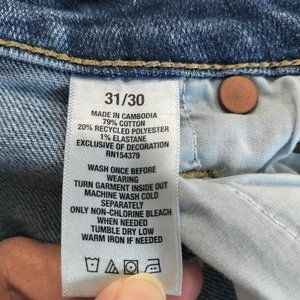 31/30
MADE IN CAMBODIA
79% COTTON
20% RECYCLED POLYESTER
1% ELASTANE
EXCLUSIVE OF DECORATION
RN154379
WASH ONCE BEFORE
WEARING
TURN GARMENT INSIDE OUT
MACHINE WASH COLD
SEPARATELY
ONLY NON-CHLORINE BLEACH
WHEN NEEDED
TUMBLE DRY LOW
WARM IRON IF NEEDED